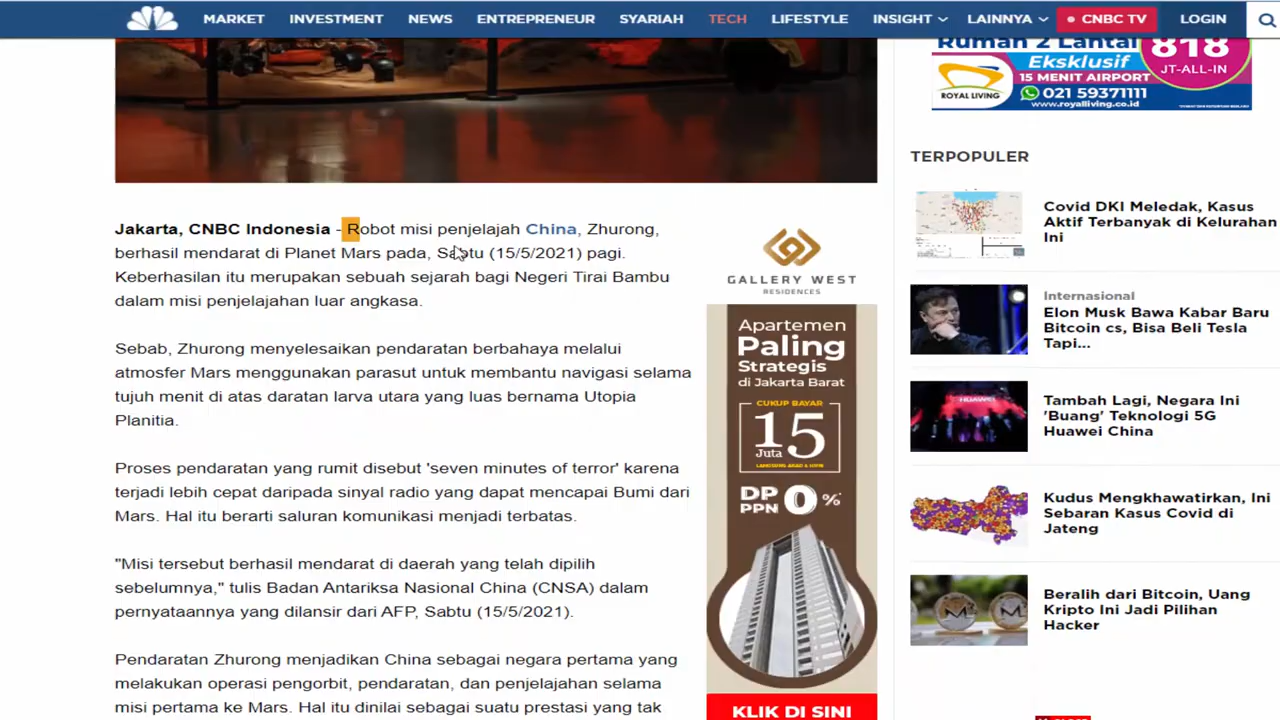 MARKET INVESTMENT NEWS ENTREPRENEUR SYARIAH TECH LIFESTYLE INSIGHT LAINNYA CNBC TV LOGIN
Jakarta, CNBC Indonesia - Robot misi penjelajah China, Zhurong,
berhasil mendarat di Planet Mars pada, Sabtu (15/5/2021) pagi.
Keberhasilan itu merupakan sebuah sejarah bagi Negeri Tirai Bambu
dalam misi penjelajahan luar angkasa.
Sebab, Zhurong menyelesaikan pendaratan berbahaya melalui
atmosfer Mars menggunakan parasut untuk membantu navigasi selama
tujuh menit di atas daratan larva utara yang luas bernama Utopia
Planitia.
Proses pendaratan yang rumit disebut 'seven minutes of terror' karena
terjadi lebih cepat daripada sinyal radio yang dapat mencapai Bumi dari
Mars. Hal itu berarti saluran komunikasi menjadi terbatas.
"Misi tersebut berhasil mendarat di daerah yang telah dipilih
sebelumnya," tulis Badan Antariksa Nasional China (CNSA) dalam
pernyataannya yang dilansir dari AFP, Sabtu (15/5/2021).
Pendaratan Zhurong menjadikan China sebagai negara pertama yang
melakukan operasi pengorbit, pendaratan, dan penjelajahan selama
misi pertama ke Mars. Hal itu dinilai sebagai suatu prestasi yang tak
GALLERY WEST
RESIDENCES
Apartemen
Paling
Strategis
di Jakarta Barat
CUKUP BAYAR
15
Juta
DP
PPN 0%
KLIK DI SINI
Rumah 2 Lantai
Eksklusif
15 MENIT AIRPORT
ROYAL LIVING
021 59371111
www.royalliving.co.id
818
JT-ALL-IN
TERPOPULER
Covid DKI Meledak, Kasus
Aktif Terbanyak di Kelurahan
Ini
Internasional
Elon Musk Bawa Kabar Baru
Bitcoin cs, Bisa Beli Tesla
Tapi...
HUAWEI
Tambah Lagi, Negara Ini
'Buang' Teknologi 5G
Huawei China
Kudus Mengkhawatirkan, Ini
Sebaran Kasus Covid di
Jateng
Beralih dari Bitcoin, Uang
Kripto Ini Jadi Pilihan
Hacker